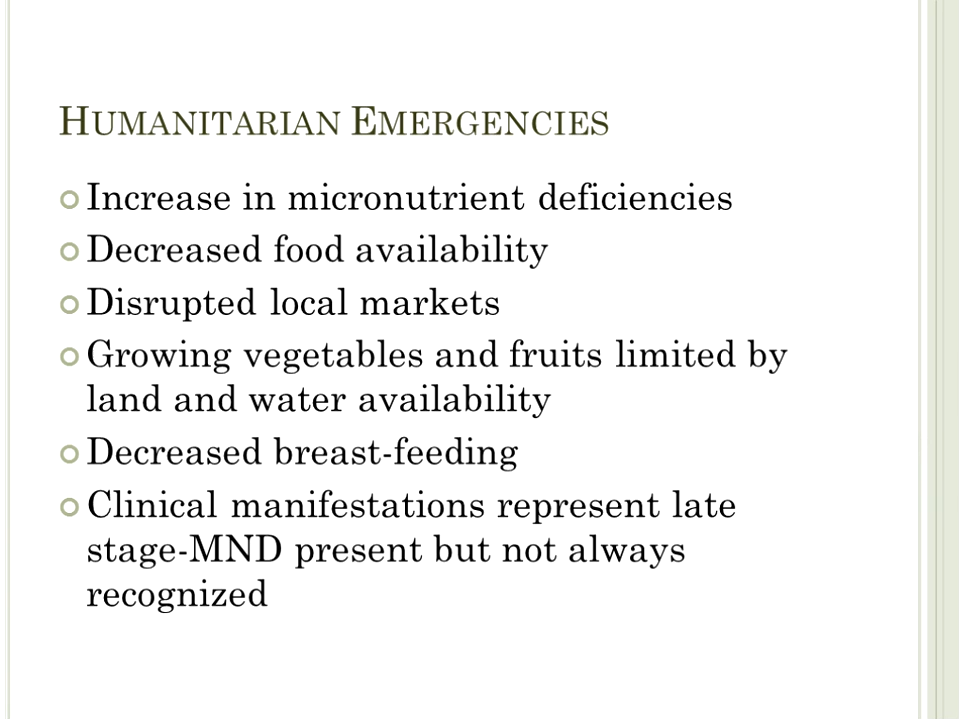 HUMANITARIAN EMERGENCIES
Increase in micronutrient deficiencies
Decreased food availability
Disrupted local markets
Growing vegetables and fruits limited by
land and water availability
Decreased breast-feeding
Clinical manifestations represent late
stage-MND present but not always
recognized